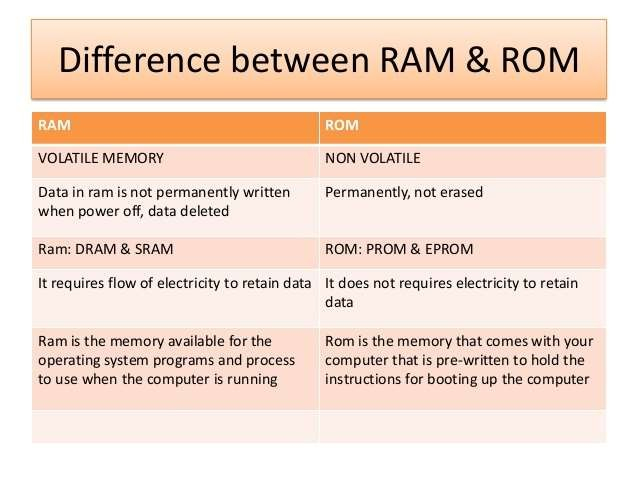 Difference between RAM & ROM
RAM
ROM
VOLATILE MEMORY
NON VOLATILE
Data in ram is not permanently written
when power off, data deleted
Permanently, not erased
Ram: DRAM & SRAM
ROM: PROM & EPROM
It requires flow of electricity to retain data
It does not requires electricity to retain
data
Ram is the memory available for the
operating system programs and process
to use when the computer is running
Rom is the memory that comes with your
computer that is pre-written to hold the
instructions for booting up the computer